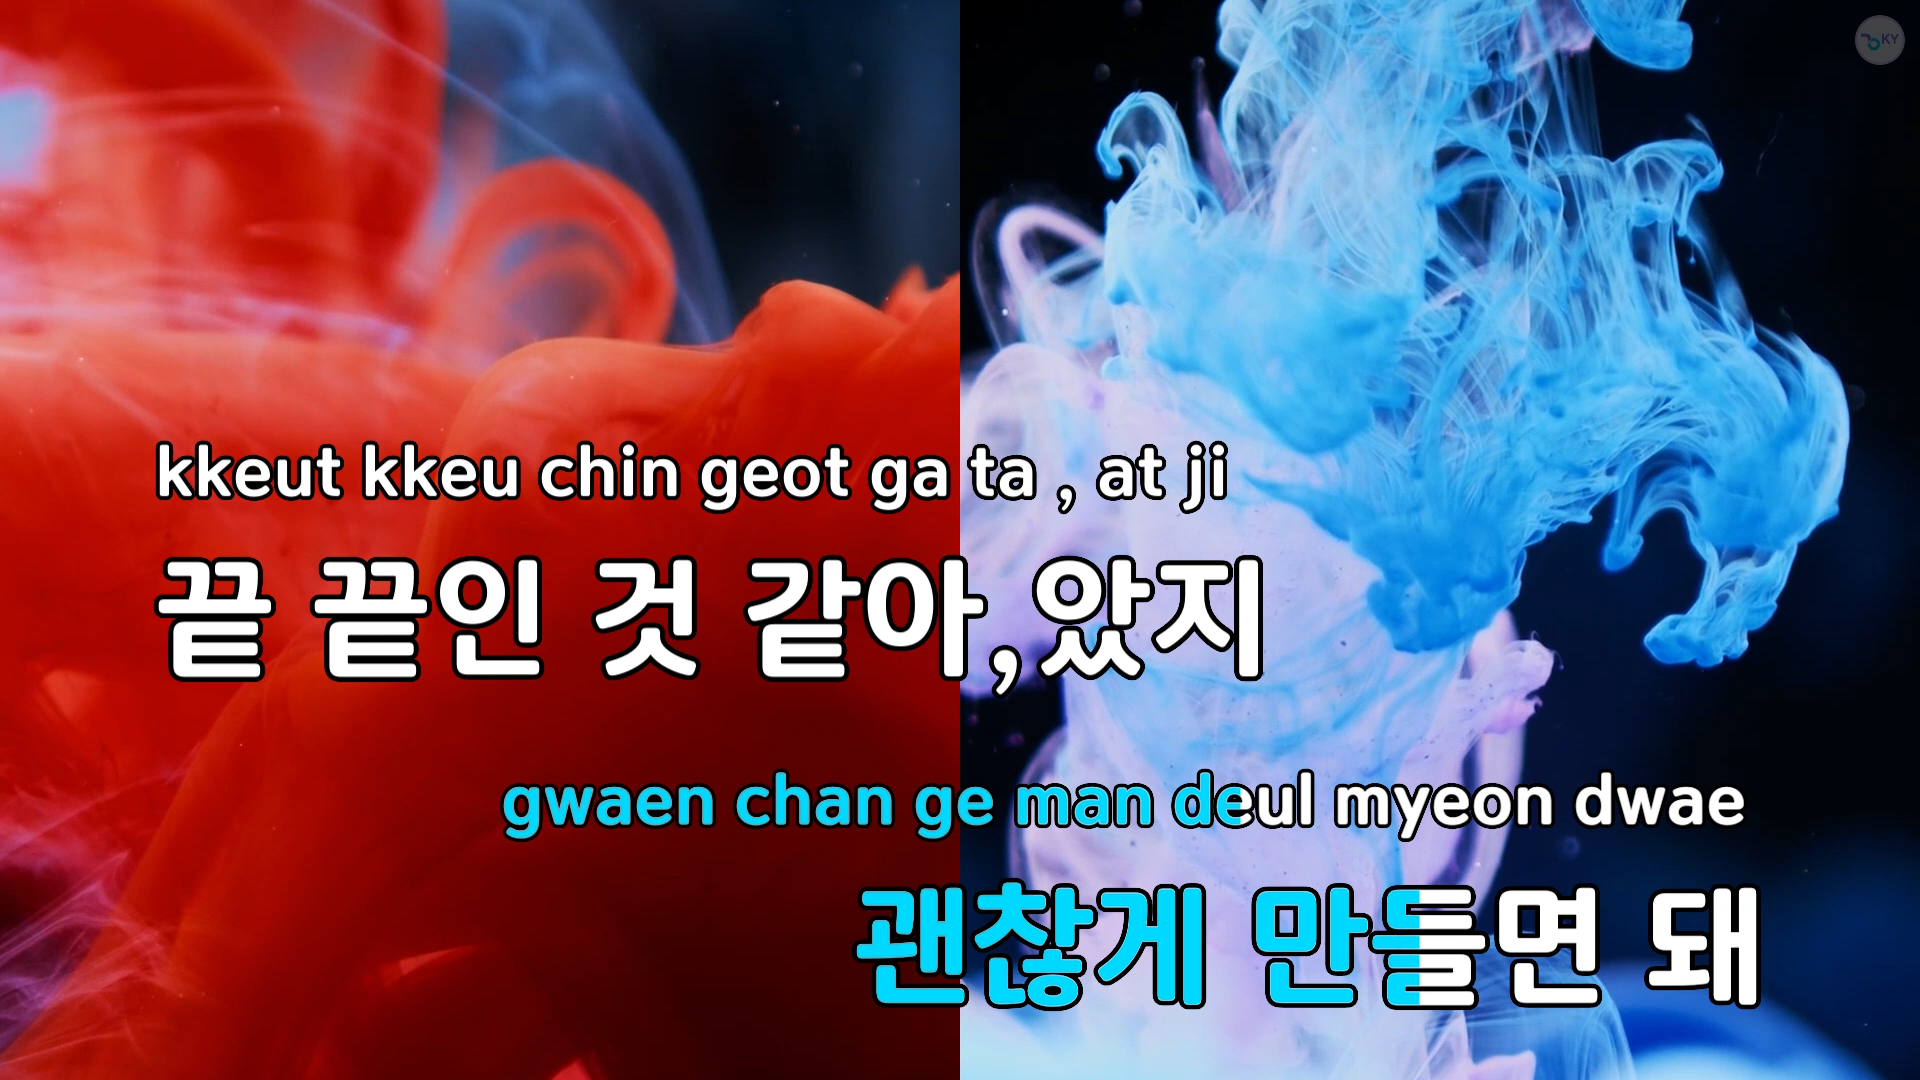 KY
kkeut kkeu chin geot ga ta , at ji
끝 끝인 것 같아,았지
gwaen chan ge man deul myeon dwae
괜찮게 만들면 돼